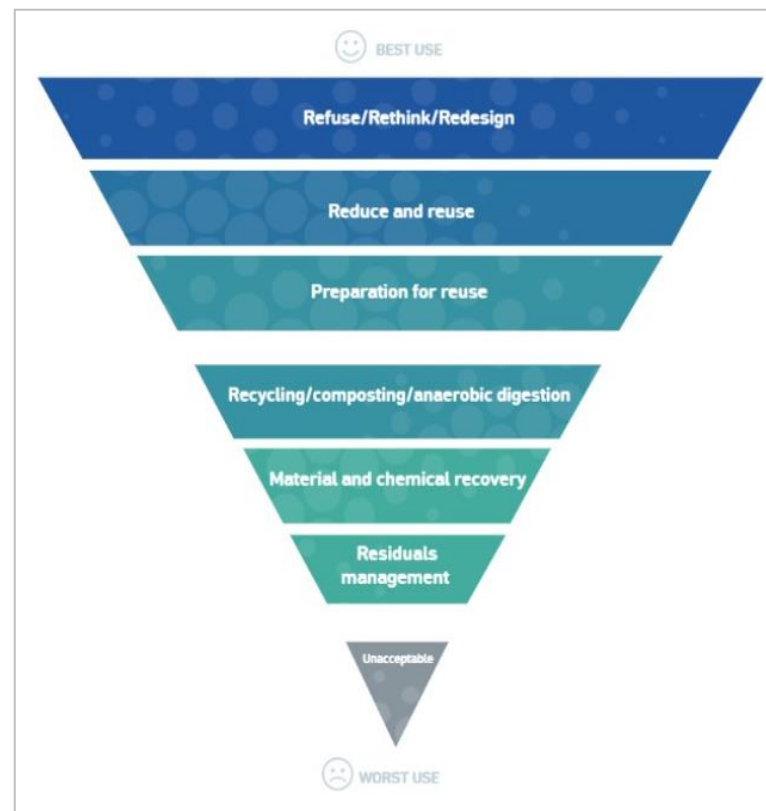 BEST USE
Refuse/Rethink/Redesign
Reduce and reuse
Preparation for reuse
Recycling/composting/anaerobic digestion
Material and chemical recovery
Residuals
management
Unacceptable
WORST USE